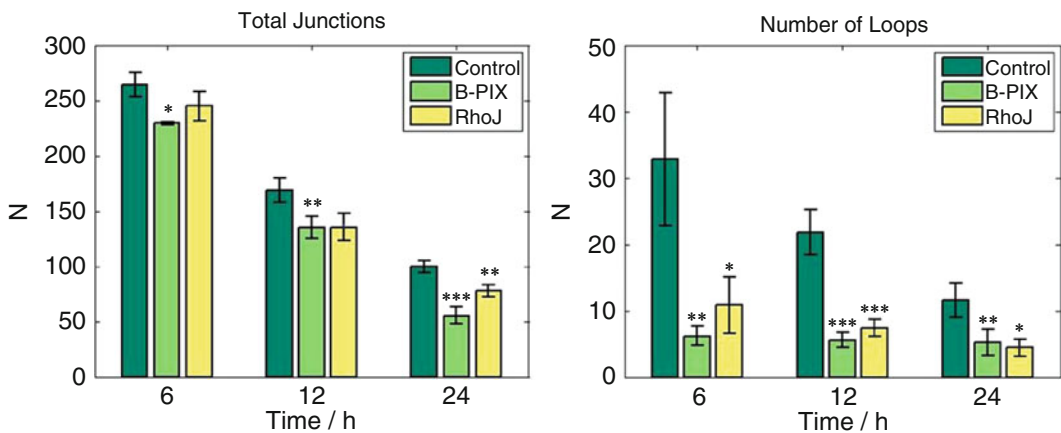 Total Junctions
300
250
200
150
100
50
0
N
Control
B-PIX
RhoJ
*
**
***
**
6
12
24
Time / h
Number of Loops
50
40
30
20
10
0
N
Control
B-PIX
RhoJ
**
*
***
***
**
*
6
12
24
Time / h